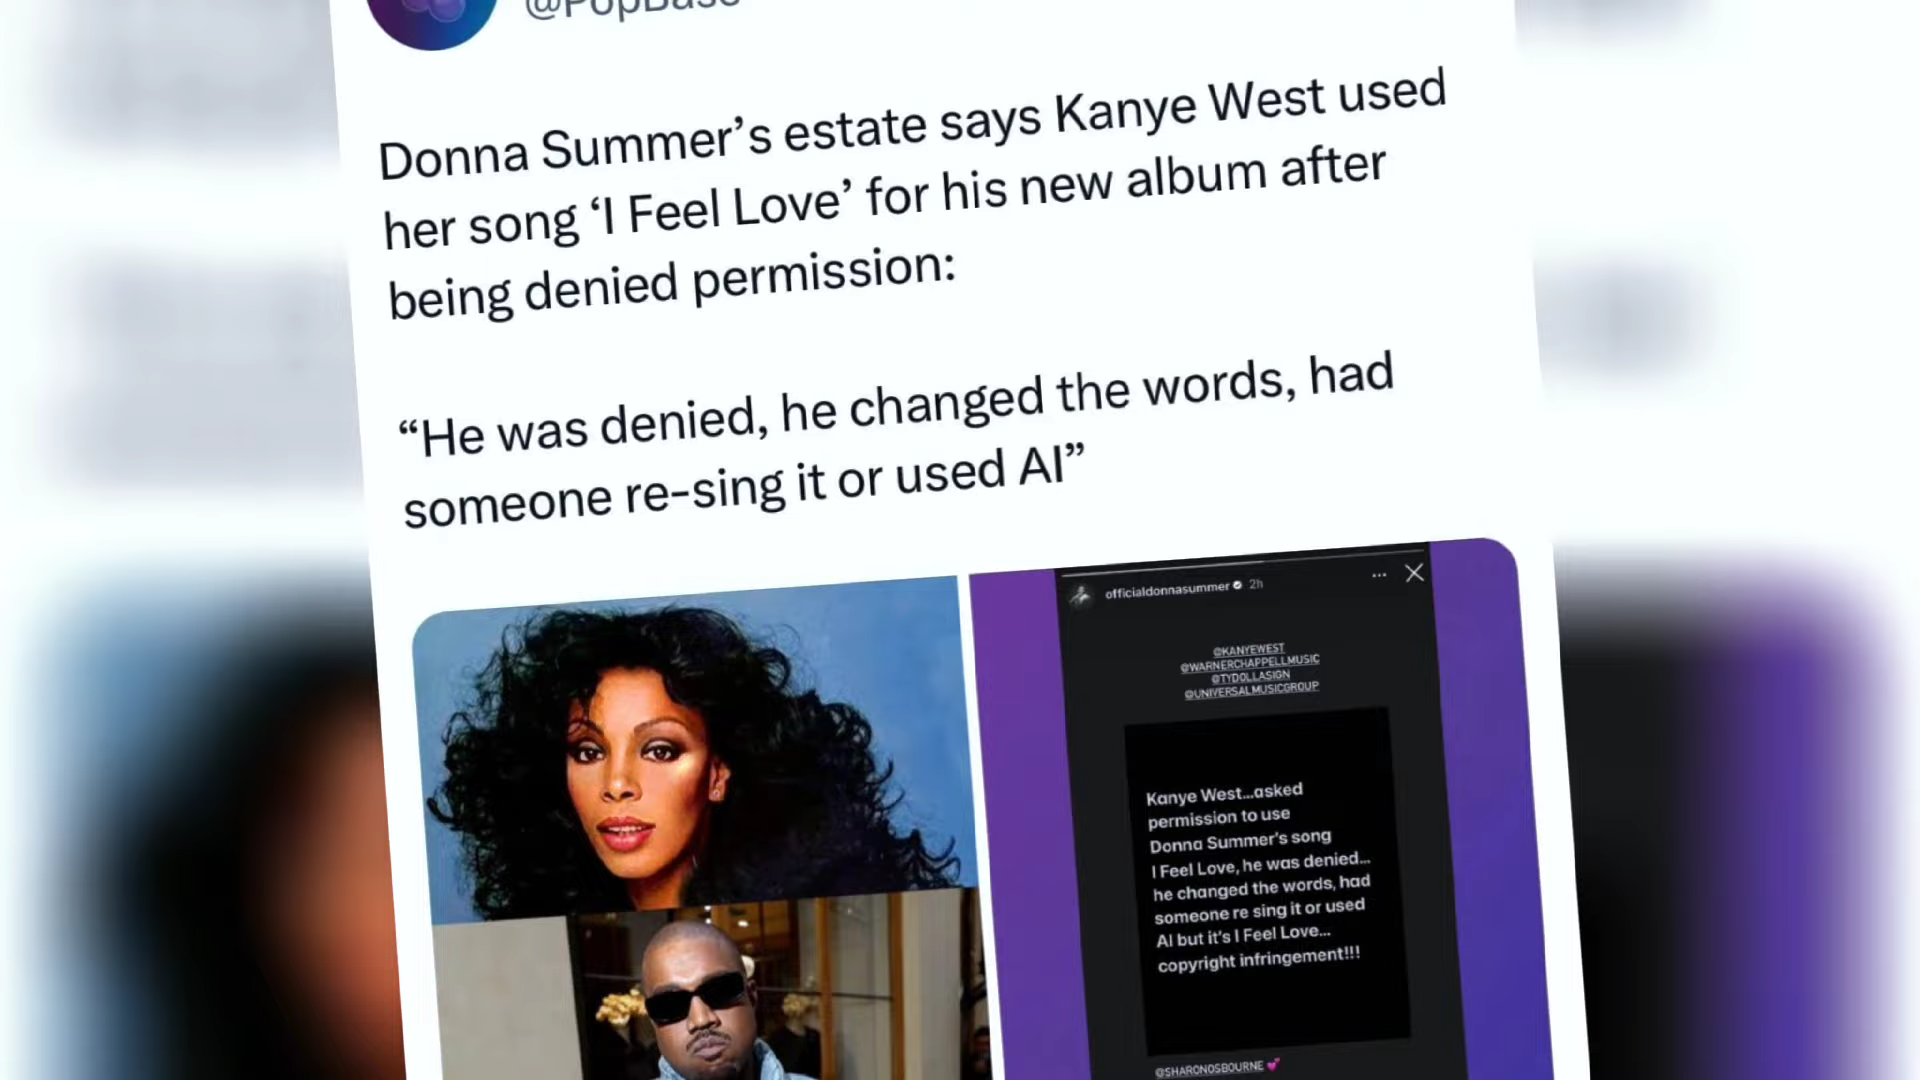 @PopBase
Donna Summer’s estate says Kanye West used
her song ‘I Feel Love’ for his new album after
being denied permission:
“He was denied, he changed the words, had
someone re-sing it or used AI”
officialdonnasummer 2h
@KANYEWEST
@WARNERCHAPPELLMUSIC
@TYDOLLASIGN
@UNIVERSALMUSICGROUP
Kanye West...asked
permission to use
Donna Summer's song
I Feel Love, he was denied...
he changed the words, had
someone re sing it or used
AI but it's I Feel Love...
copyright infringement!!!
@SHARONOSBOURNE 💕